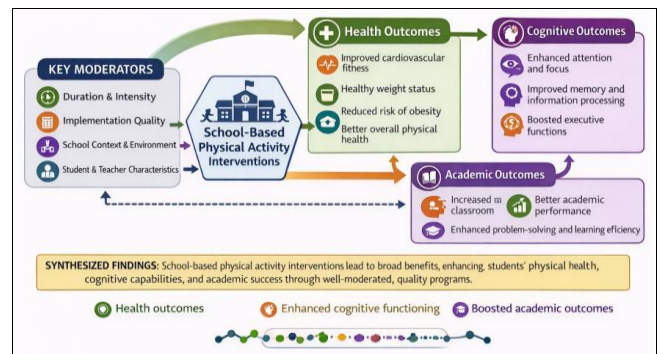 KEY MODERATORS
Duration & Intensity
Implementation Quality
School Context & Environment
Student & Teacher Characteristics
School-Based
Physical Activity
Interventions
Health Outcomes
Improved cardiovascular
fitness
Healthy weight status
Reduced risk of obesity
Better overall physical
health
Cognitive Outcomes
Enhanced attention
and focus
Improved memory and
information processing
Boosted executive
functions
Academic Outcomes
Increased
classroom
Better academic
performance
Enhanced problem-solving and learning eficiency
SYNTHESIZED FINDINGS: School-based physical activity interventions lead to broad benefits, enhancing, students' physical health,
cognitive capabilities, and academic success through well-moderated, quality programs.
Health outcomes
Enhanced cognitive functioning
Boosted academic outcomes